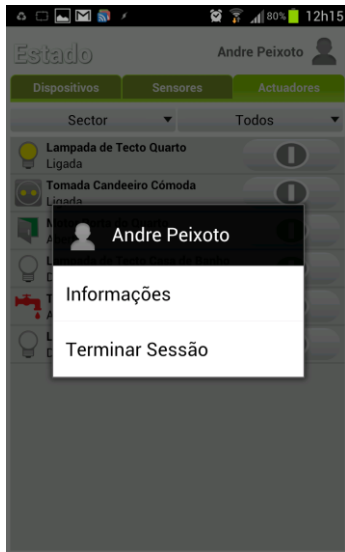 80% 12h15
Estado Andre Peixoto
Dispositivos Sensores Actuadores
Sector Todos
Lampada de Tecto Quarto
Ligada
Tomada Candeeiro Cómoda
Ligada
Andre Peixoto
Informações
Terminar Sessão